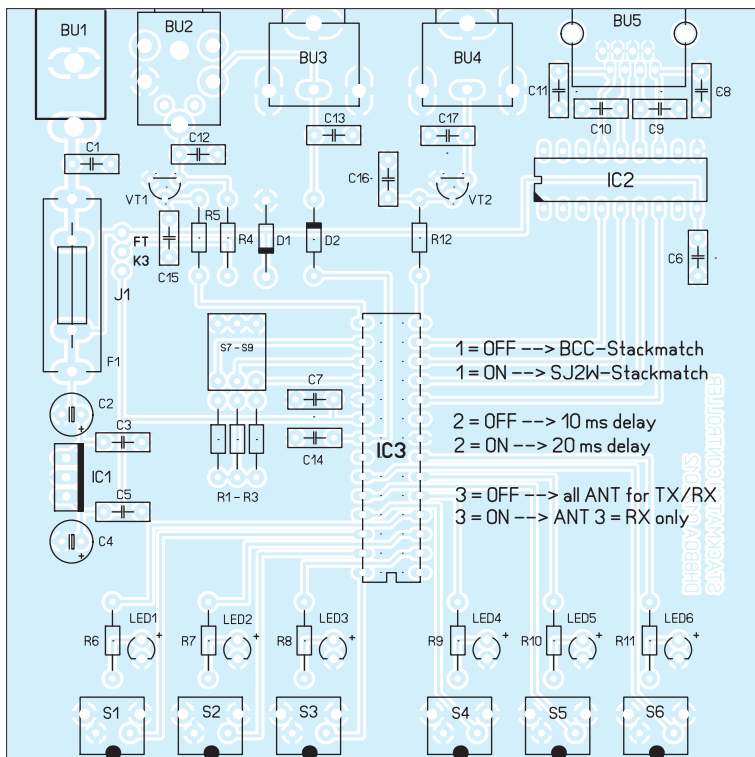 BU1
BU2
BU3
BU4
BU5
C11
C10
C9
C8
C1
C12
C13
C17
C16
VT1
VT2
IC2
R5
R4
D1
D2
R12
C6
FT
K3
C15
J1
F1
S7-S9
1 = OFF --> BCC-Stackmatch
1 = ON --> SJ2W-Stackmatch
C7
C2
2 = OFF --> 10 ms delay
2 = ON --> 20 ms delay
C3
C14
IC3
IC1
R1-R3
3 = OFF --> all ANT for TX/RX
3 = ON --> ANT 3 = RX only
C5
C4
STACKMATCH CONTROLLER
LED1
LED2
LED3
LED4
LED5
LED6
R6
R7
R8
R9
R10
R11
S1
S2
S3
S4
S5
S6